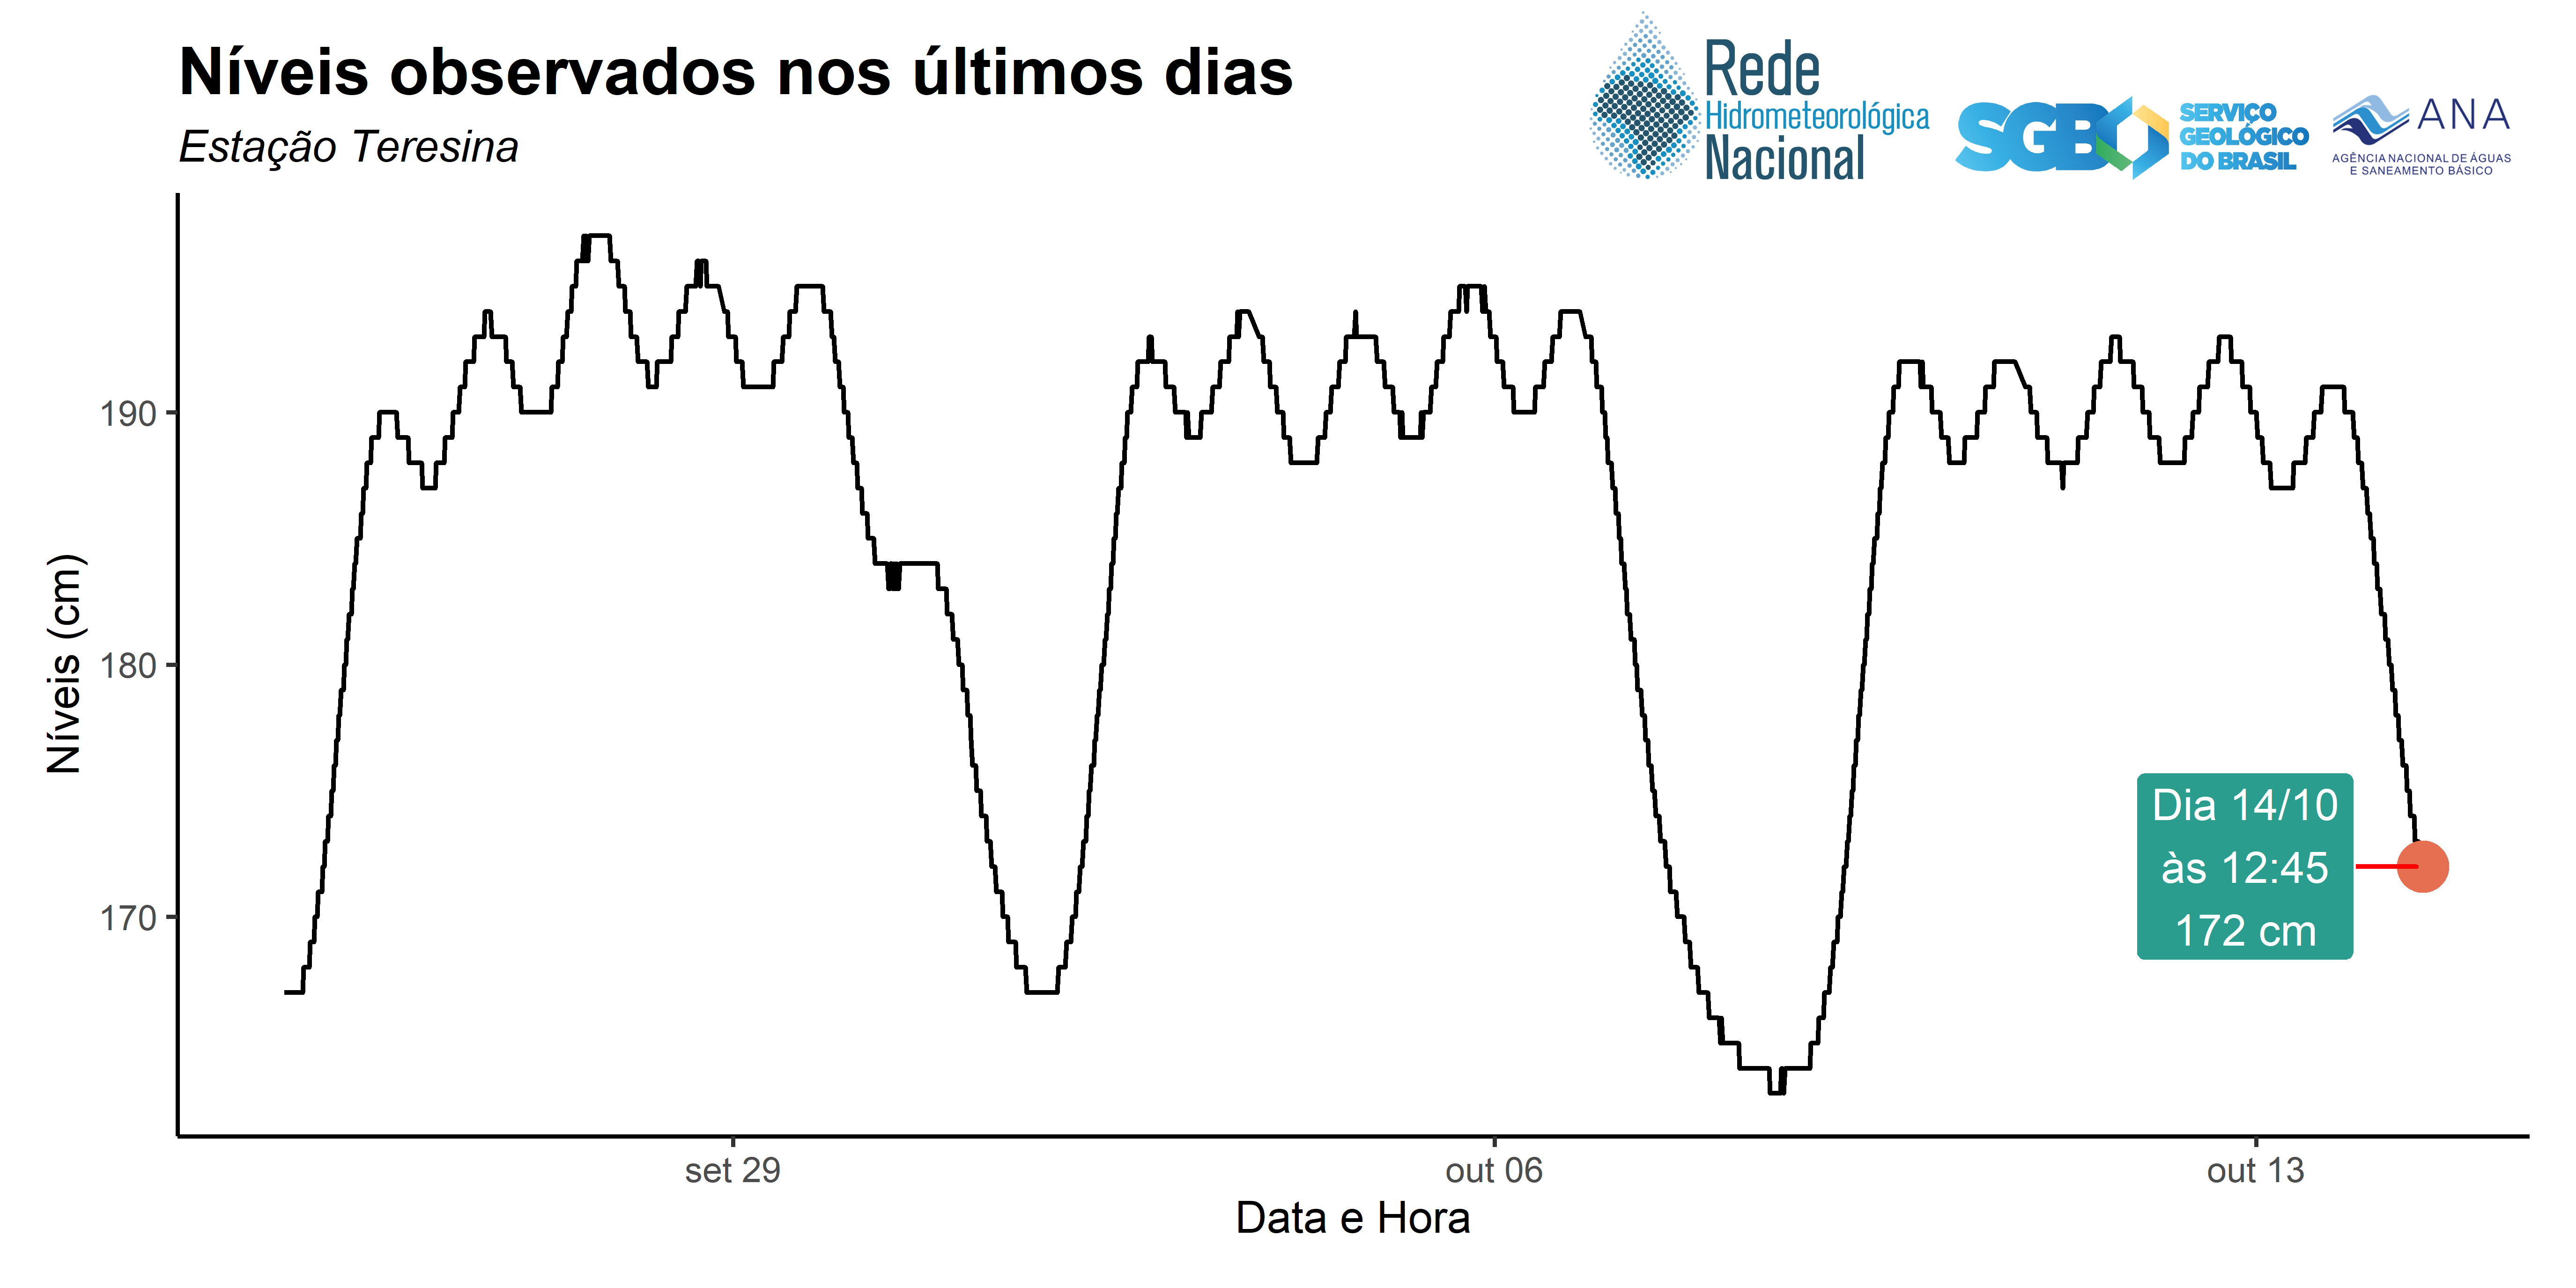 Níveis observados nos últimos dias
Estação Teresina
Rede
Hidrometeorológica
Nacional
SGB
SERVIÇO
GEOLÓGICO
DO BRASIL
ANA
AGÊNCIA NACIONAL DE ÁGUAS
E SANEAMENTO BÁSICO
Níveis (cm)
190
180
170
Dia 14/10
às 12:45
172 cm
set 29
out 06
out 13
Data e Hora